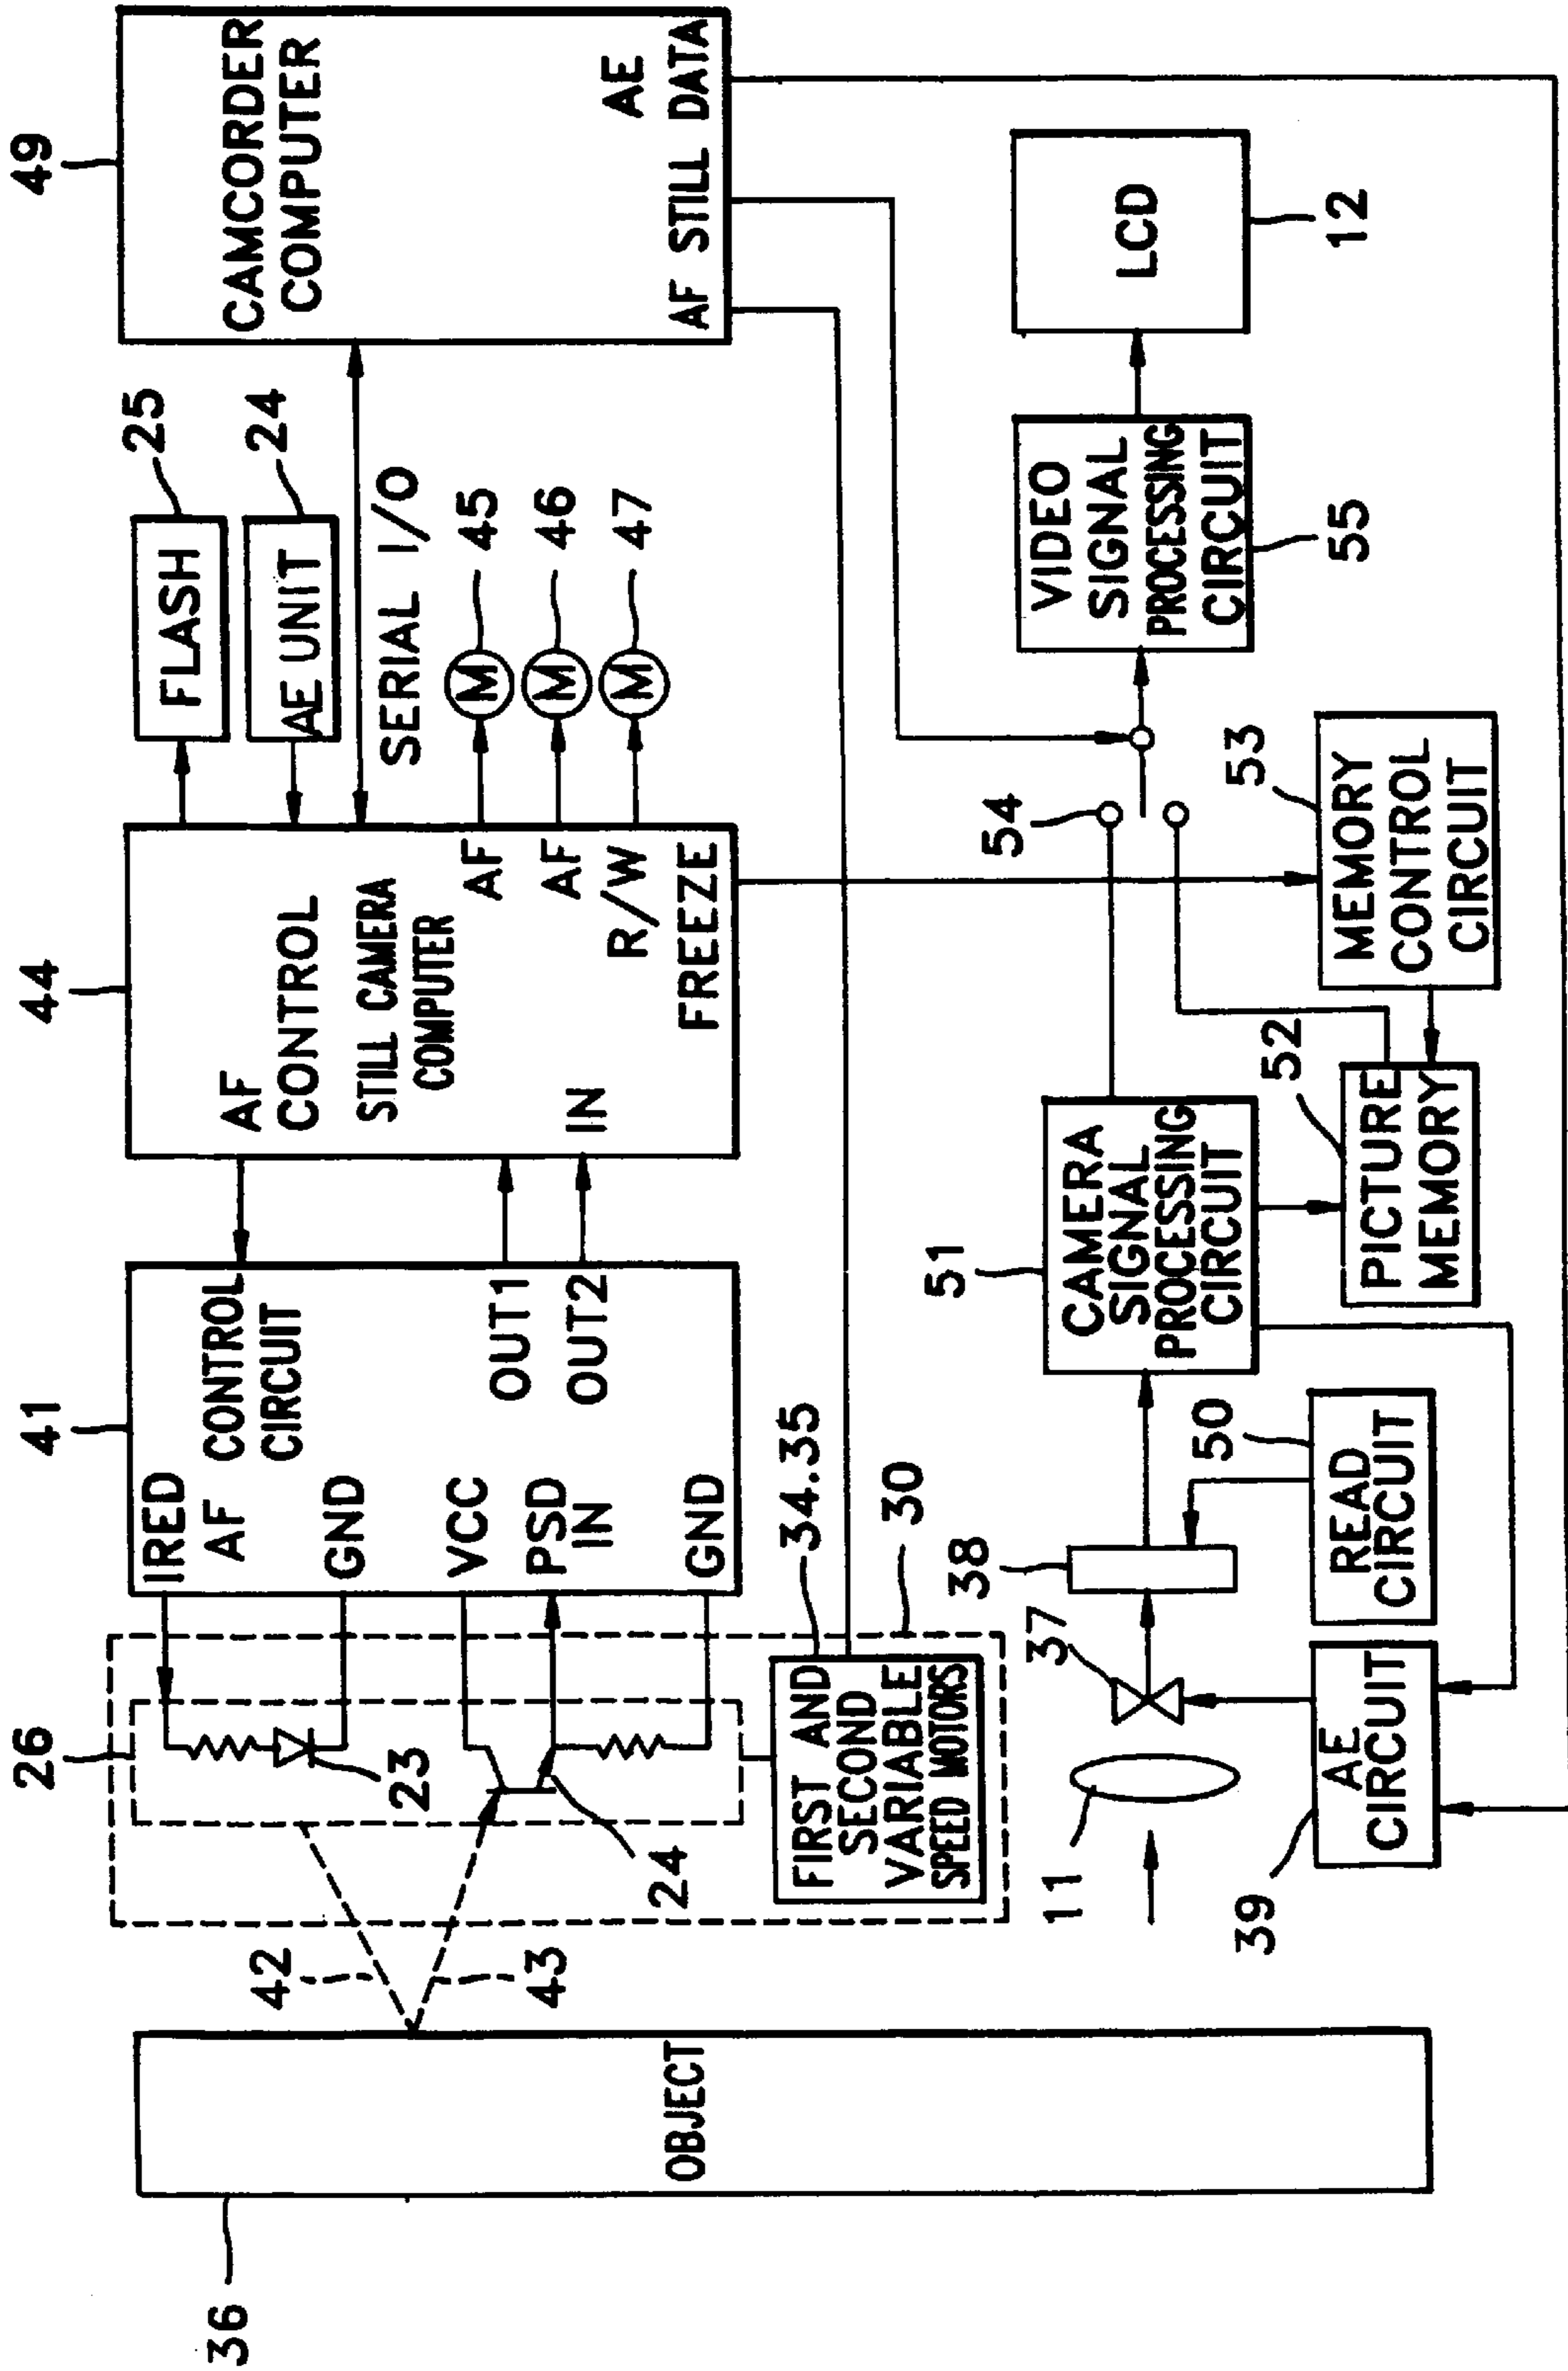 49
CAMCORDER
COMPUTER
AE
AF STILL DATA
25
FLASH
24
AE UNIT
SERIAL I/O
45
M
46
M
47
M
44
AF
CONTROL
STILL CAMERA
COMPUTER
IN
AF
AF
R/W
FREEZE
41
IRED
AF CONTROL
CIRCUIT
GND
VCC
PSD
IN
GND
OUT1
OUT2
26
23
24
FIRST AND
SECOND
VARIABLE
SPEED MOTORS
34.35
30
42
43
36
OBJECT
11
37
38
39
AE
CIRCUIT
50
READ
CIRCUIT
51
CAMERA
SIGNAL
PROCESSING
CIRCUIT
52
PICTURE
MEMORY
53
MEMORY
CONTROL
CIRCUIT
54
VIDEO
SIGNAL
PROCESSING
CIRCUIT
55
LCD
12